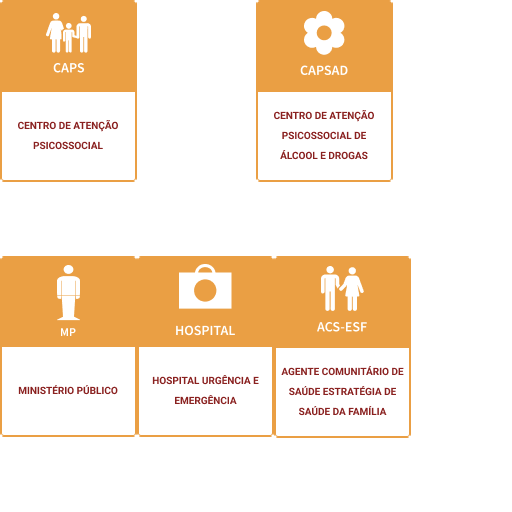 CAPS
CENTRO DE ATENÇÃO
PSICOSSOCIAL
CAPSAD
CENTRO DE ATENÇÃO
PSICOSSOCIAL DE
ÁLCOOL E DROGAS
MP
MINISTÉRIO PÚBLICO
HOSPITAL
HOSPITAL URGÊNCIA E
EMERGÊNCIA
ACS-ESF
AGENTE COMUNITÁRIO DE
SAÚDE ESTRATÉGIA DE
SAÚDE DA FAMÍLIA